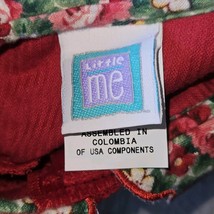 Little
me
ASSEMBLED IN
COLOMBIA
OF USA COMPONENTS